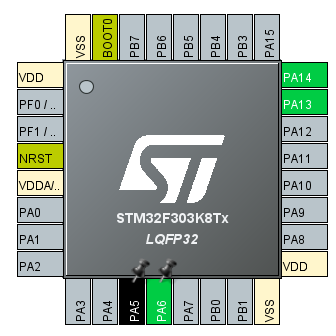 VSS
BOOT0
PB7
PB6
PB5
PB4
PB3
PA15
VDD
PF0 / ..
PF1 / ..
NRST
VDDA/..
PA0
PA1
PA2
PA14
PA13
PA12
PA11
PA10
PA9
PA8
VDD
ST
STM32F303K8Tx
LQFP32
PA3
PA4
PA5
PA6
PA7
PB0
PB1
VSS